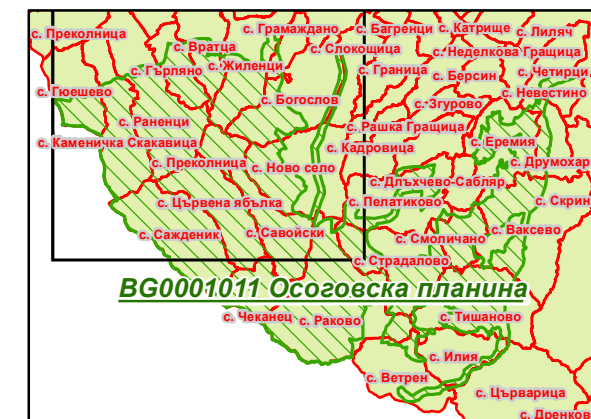 с. Преколница
с. Грамаждано
с. Багренци
с. Катрище
с. Лиляч
с. Вратца
с. Слокощица
с. Неделкова Гращица
с. Гърляно
с. Жиленци
с. Граница
с. Берсин
с. Четирци
с. Гюешево
с. Богослов
с. Згурово
с. Невестино
с. Раненци
с. Рашка Гращица
с. Каменичка Скакавица
с. Кадровица
с. Еремия
с. Преколница
с. Ново село
с. Друмохар
с. Длъхчево-Сабляр
с. Цървена ябълка
с. Пелатиково
с. Скрин
с. Сажденик
с. Савойски
с. Смоличано
с. Ваксево
с. Страдалово
BG0001011 Осоговска планина
с. Чеканец
с. Раково
с. Тишаново
с. Илия
с. Ветрен
с. Църварица
с. Дренков